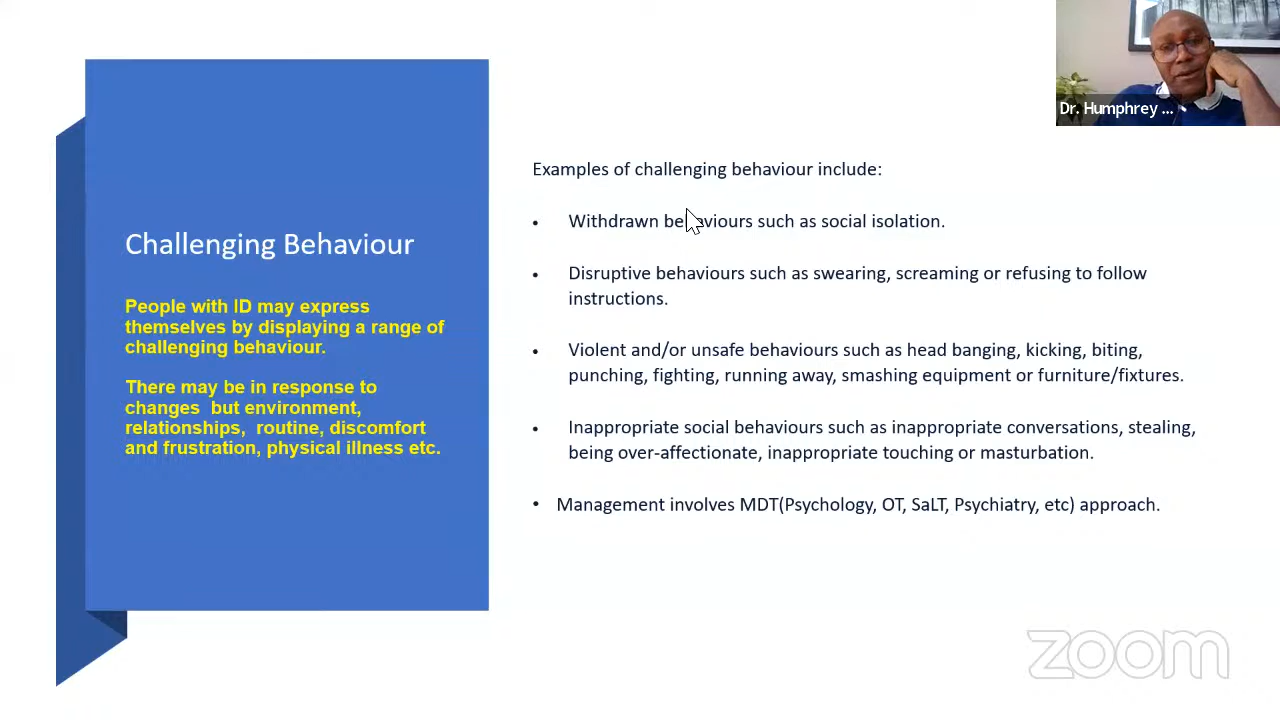 Dr. Humphrey ...
Challenging Behaviour
People with ID may express
themselves by displaying a range of
challenging behaviour.
There may be in response to
changes but environment,
relationships, routine, discomfort
and frustration, physical illness etc.
Examples of challenging behaviour include:
• Withdrawn behaviours such as social isolation.
• Disruptive behaviours such as swearing, screaming or refusing to follow
instructions.
• Violent and/or unsafe behaviours such as head banging, kicking, biting,
punching, fighting, running away, smashing equipment or furniture/fixtures.
• Inappropriate social behaviours such as inappropriate conversations, stealing,
being over-affectionate, inappropriate touching or masturbation.
• Management involves MDT(Psychology, OT, SaLT, Psychiatry, etc) approach.
zoom